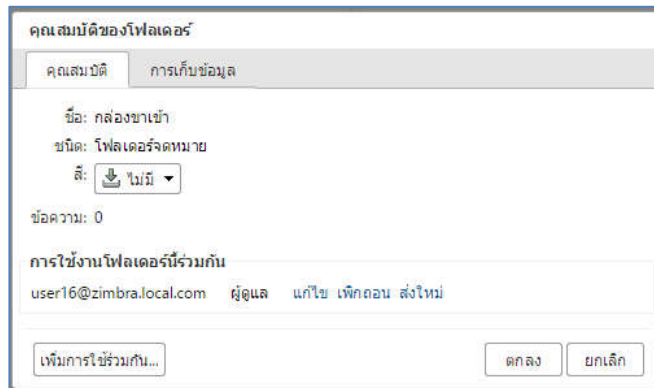 คุณสมบัติของโฟลเดอร์
คุณสมบัติ การเก็บข้อมูล
ชื่อ: กล่องขาเข้า
ชนิด: โฟลเดอร์จดหมาย
สี: ไม่มี
ข้อความ: 0
การใช้งานโฟลเดอร์นี้ร่วมกัน
user16@zimbra.local.com ผู้ดูแล แก้ไข เพิกถอน ส่งใหม่
เพิ่มการใช้ร่วมกัน... ตกลง ยกเลิก